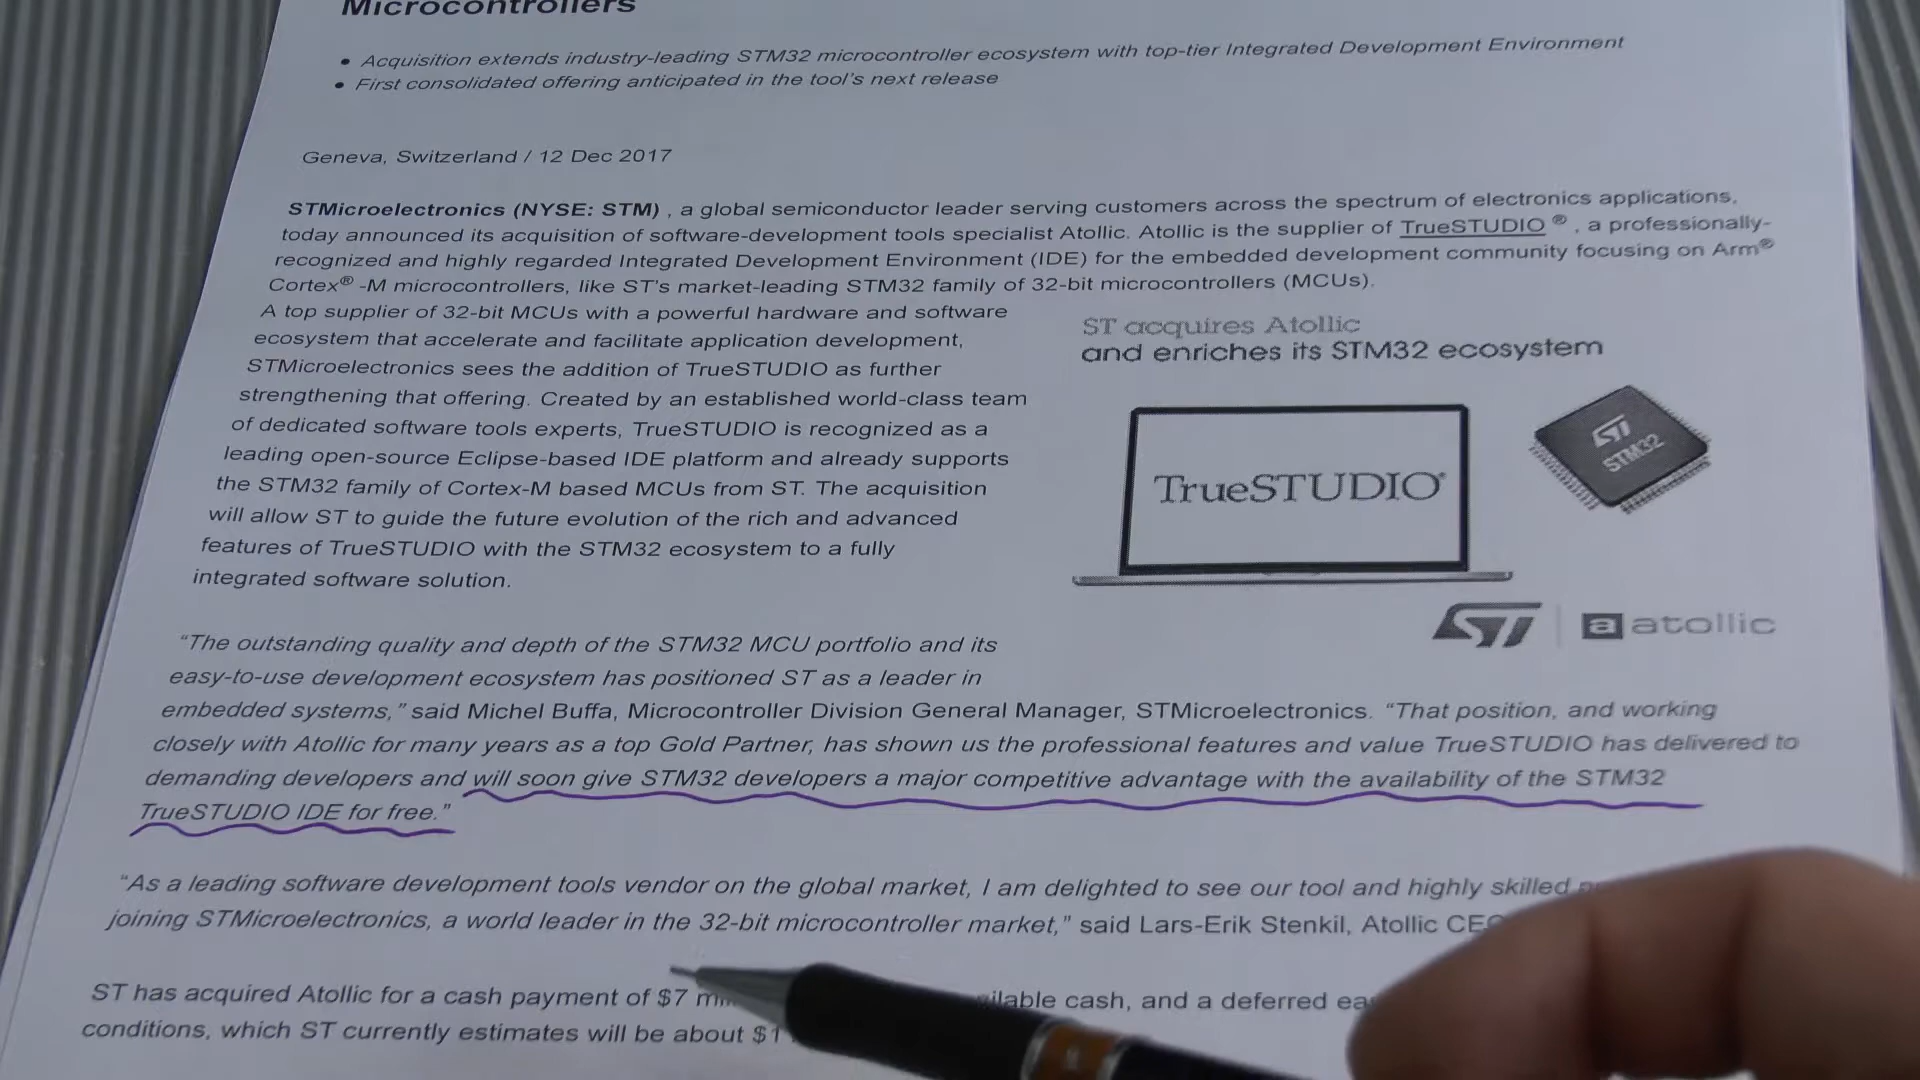 Microcontrollers
• Acquisition extends industry-leading STM32 microcontroller ecosystem with top-tier Integrated Development Environment
• First consolidated offering anticipated in the tool's next release
Geneva, Switzerland / 12 Dec 2017
STMicroelectronics (NYSE: STM) , a global semiconductor leader serving customers across the spectrum of electronics applications,
today announced its acquisition of software-development tools specialist Atollic. Atollic is the supplier of TrueSTUDIO ® , a professionally-
recognized and highly regarded Integrated Development Environment (IDE) for the embedded development community focusing on Arm®
Cortex® -M microcontrollers, like ST's market-leading STM32 family of 32-bit microcontrollers (MCUs).
A top supplier of 32-bit MCUs with a powerful hardware and software
ecosystem that accelerate and facilitate application development,
STMicroelectronics sees the addition of TrueSTUDIO as further
strengthening that offering. Created by an established world-class team
of dedicated software tools experts, TrueSTUDIO is recognized as a
leading open-source Eclipse-based IDE platform and already supports
the STM32 family of Cortex-M based MCUs from ST. The acquisition
will allow ST to guide the future evolution of the rich and advanced
features of TrueSTUDIO with the STM32 ecosystem to a fully
integrated software solution.
ST acquires Atollic
and enriches its STM32 ecosystem
TrueSTUDIO®
ST
STM32
ST
a atollic
“The outstanding quality and depth of the STM32 MCU portfolio and its
easy-to-use development ecosystem has positioned ST as a leader in
embedded systems,” said Michel Buffa, Microcontroller Division General Manager, STMicroelectronics. “That position, and working
closely with Atollic for many years as a top Gold Partner, has shown us the professional features and value TrueSTUDIO has delivered to
demanding developers and will soon give STM32 developers a major competitive advantage with the availability of the STM32
TrueSTUDIO IDE for free.”
“As a leading software development tools vendor on the global market, I am delighted to see our tool and highly skilled
joining STMicroelectronics, a world leader in the 32-bit microcontroller market,” said Lars-Erik Stenkil, Atollic CEO
ST has acquired Atollic for a cash payment of $7 cash, and a deferred
conditions, which ST currently estimates will be about